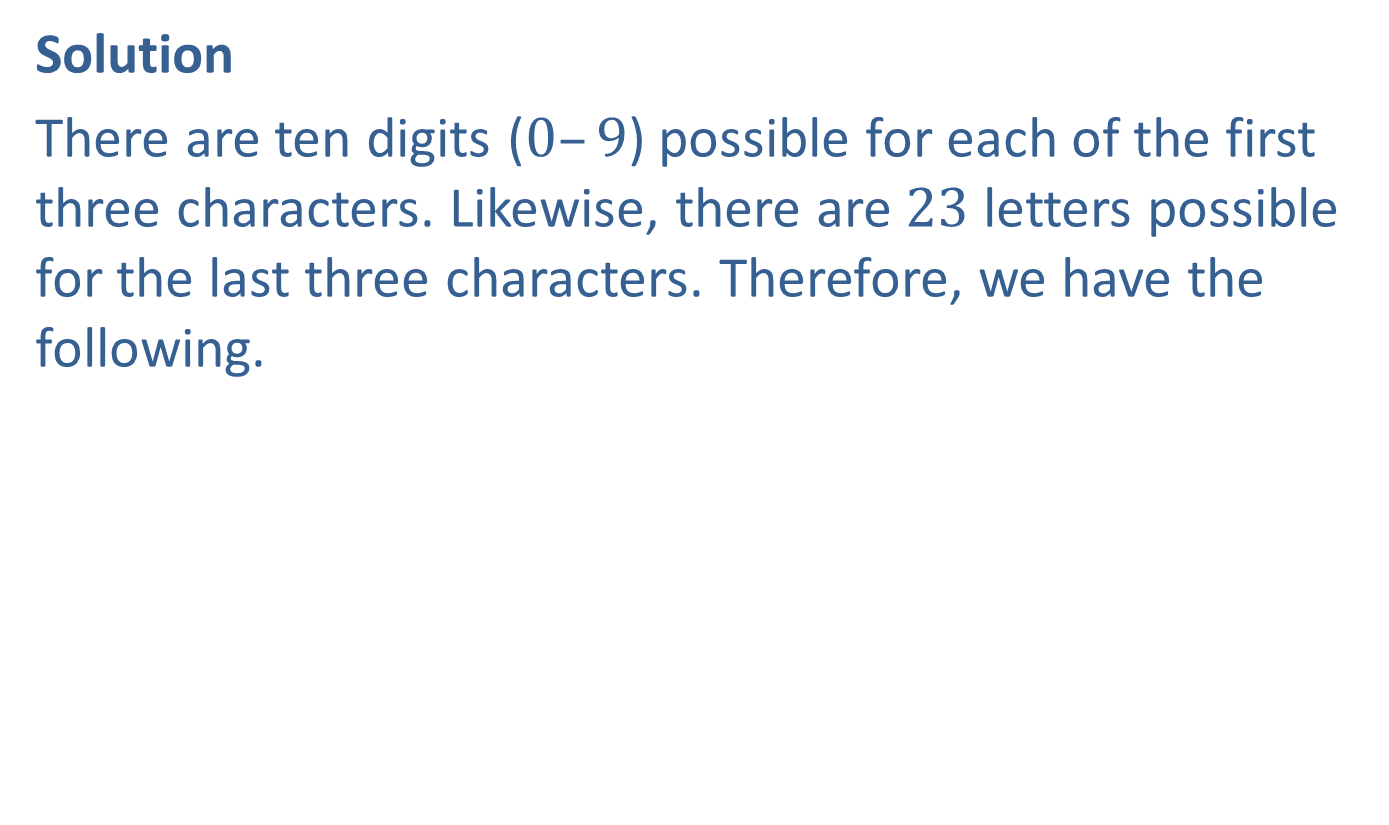 Solution
There are ten digits (0– 9) possible for each of the first
three characters. Likewise, there are 23 letters possible
for the last three characters. Therefore, we have the
following.